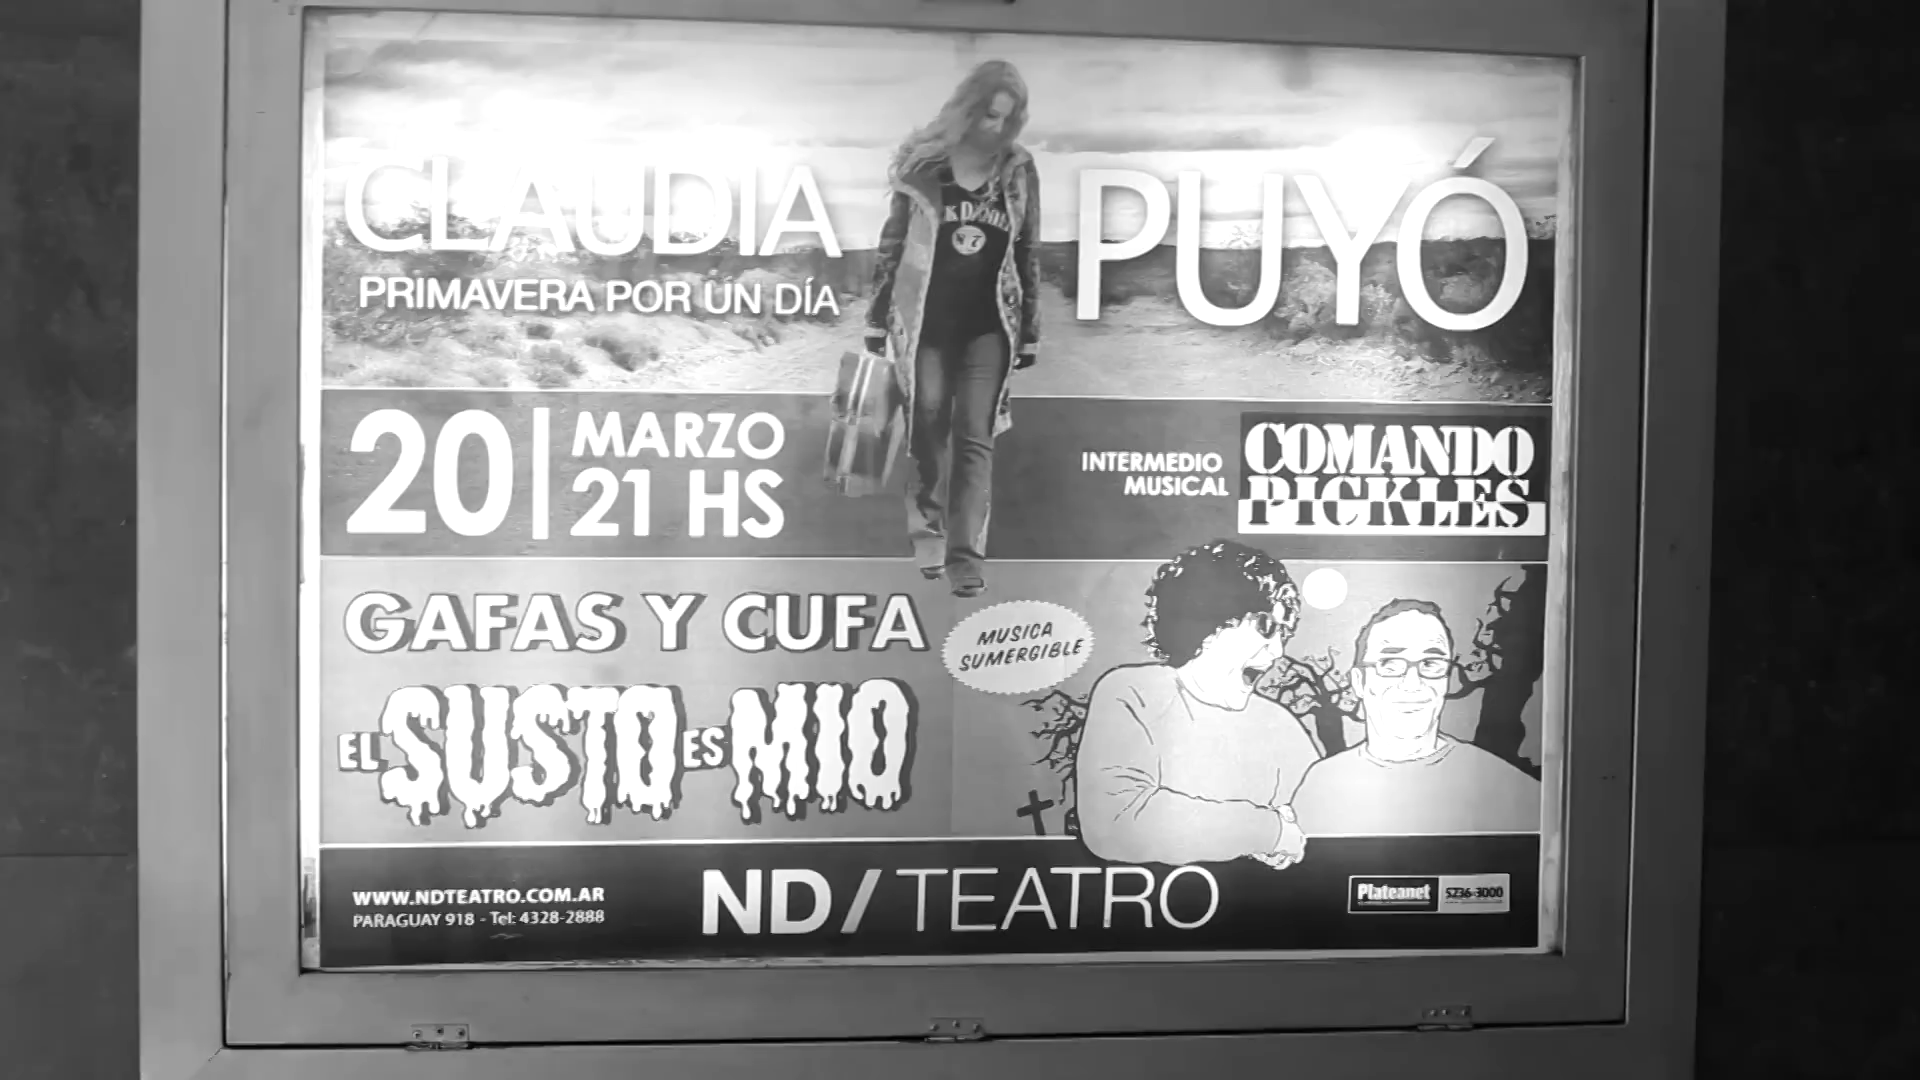 CLAUDIA PUYÓ
PRIMAVERA POR UN DÍA
20 MARZO
21 HS
INTERMEDIO
MUSICAL
COMANDO
PICKLES
GAFAS Y CUFA
EL SUSTO ES MIO
MUSICA
SUMERGIBLE
WWW.NDTEATRO.COM.AR
PARAGUAY 918 - Tel: 4328-2888
ND/TEATRO
Plateanet 5236-3000